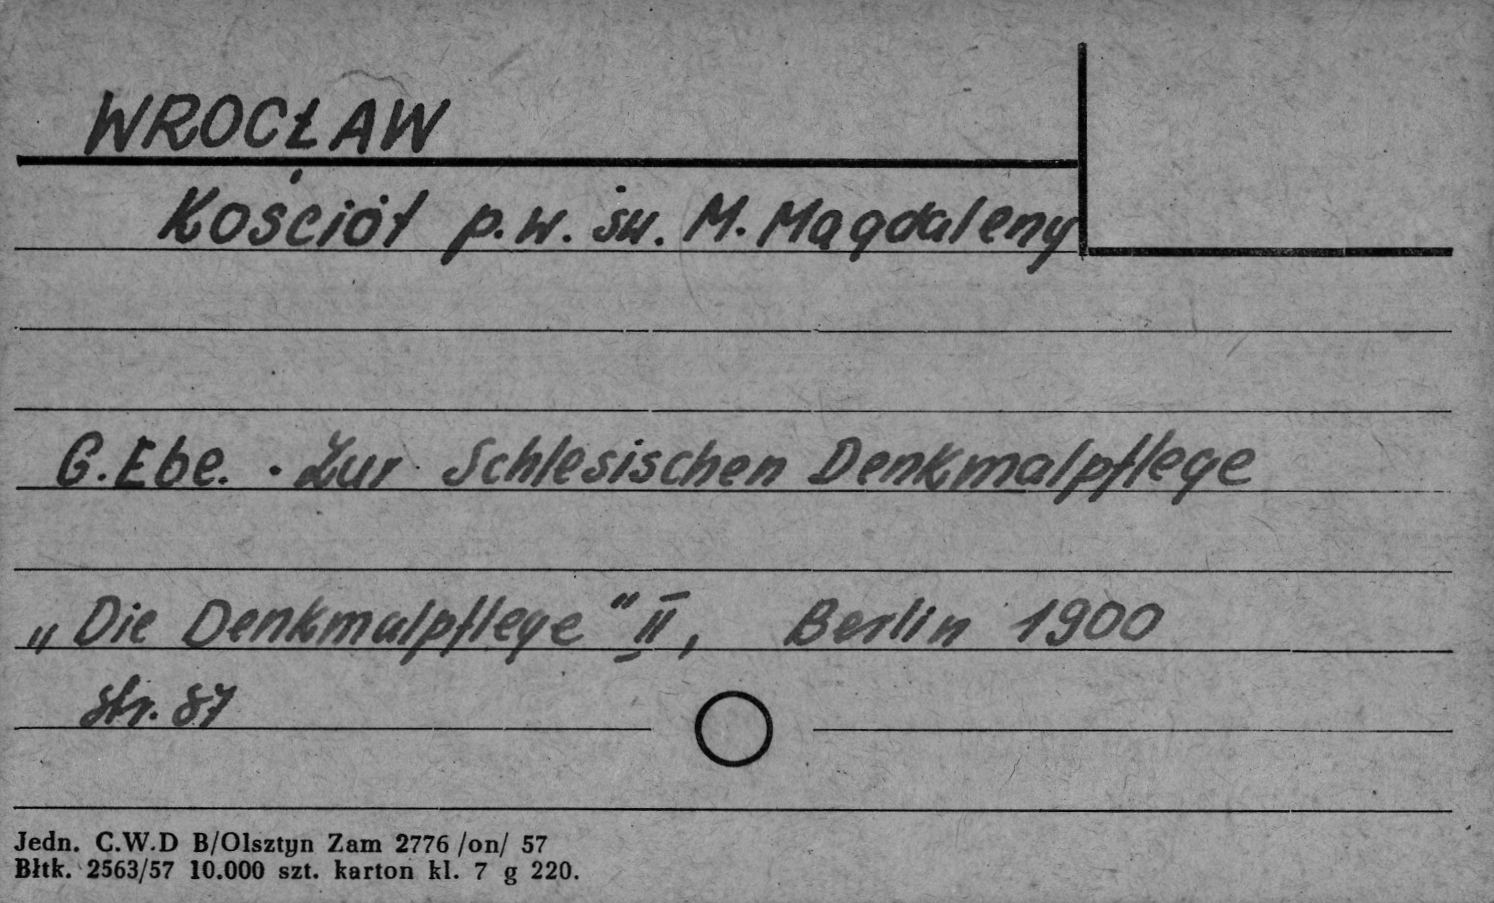 WROCŁAW
Kościół p.w. św. M. Magdaleny
G. Ebe. · Zur Schlesischen Denkmalpflege
„Die Denkmalpflege" II, Berlin 1900
str. 87
Jedn. C.W.D B/Olsztyn Zam 2776 /on/ 57
Błtk. 2563/57 10.000 szt. karton kl. 7 g 220.